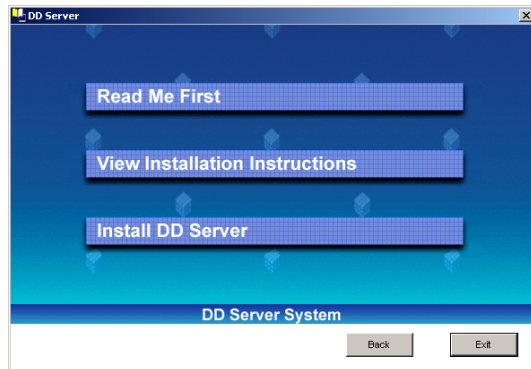 DD Server
Read Me First
View Installation Instructions
Install DD Server
DD Server System
Back Exit